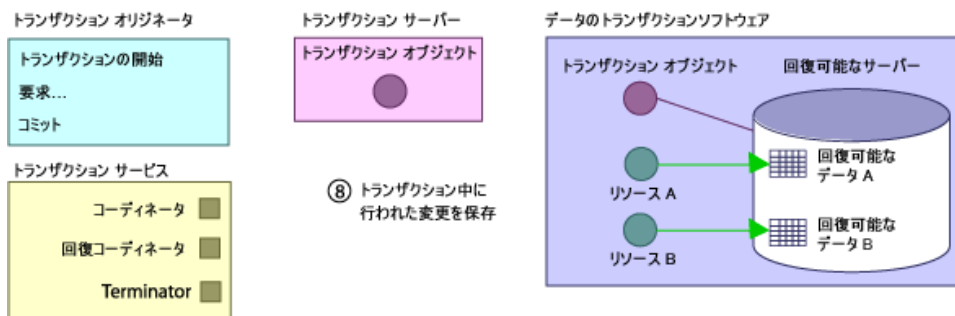 トランザクション オリジネータ
トランザクションの開始
要求...
コミット
トランザクション サービス
コーディネータ
回復コーディネータ
Terminator
トランザクション サーバー
トランザクション オブジェクト
⑧ トランザクション中に
行われた変更を保存
データのトランザクションソフトウェア
トランザクション オブジェクト
回復可能なサーバー
リソース A
回復可能な
データ A
リソース B
回復可能な
データ B